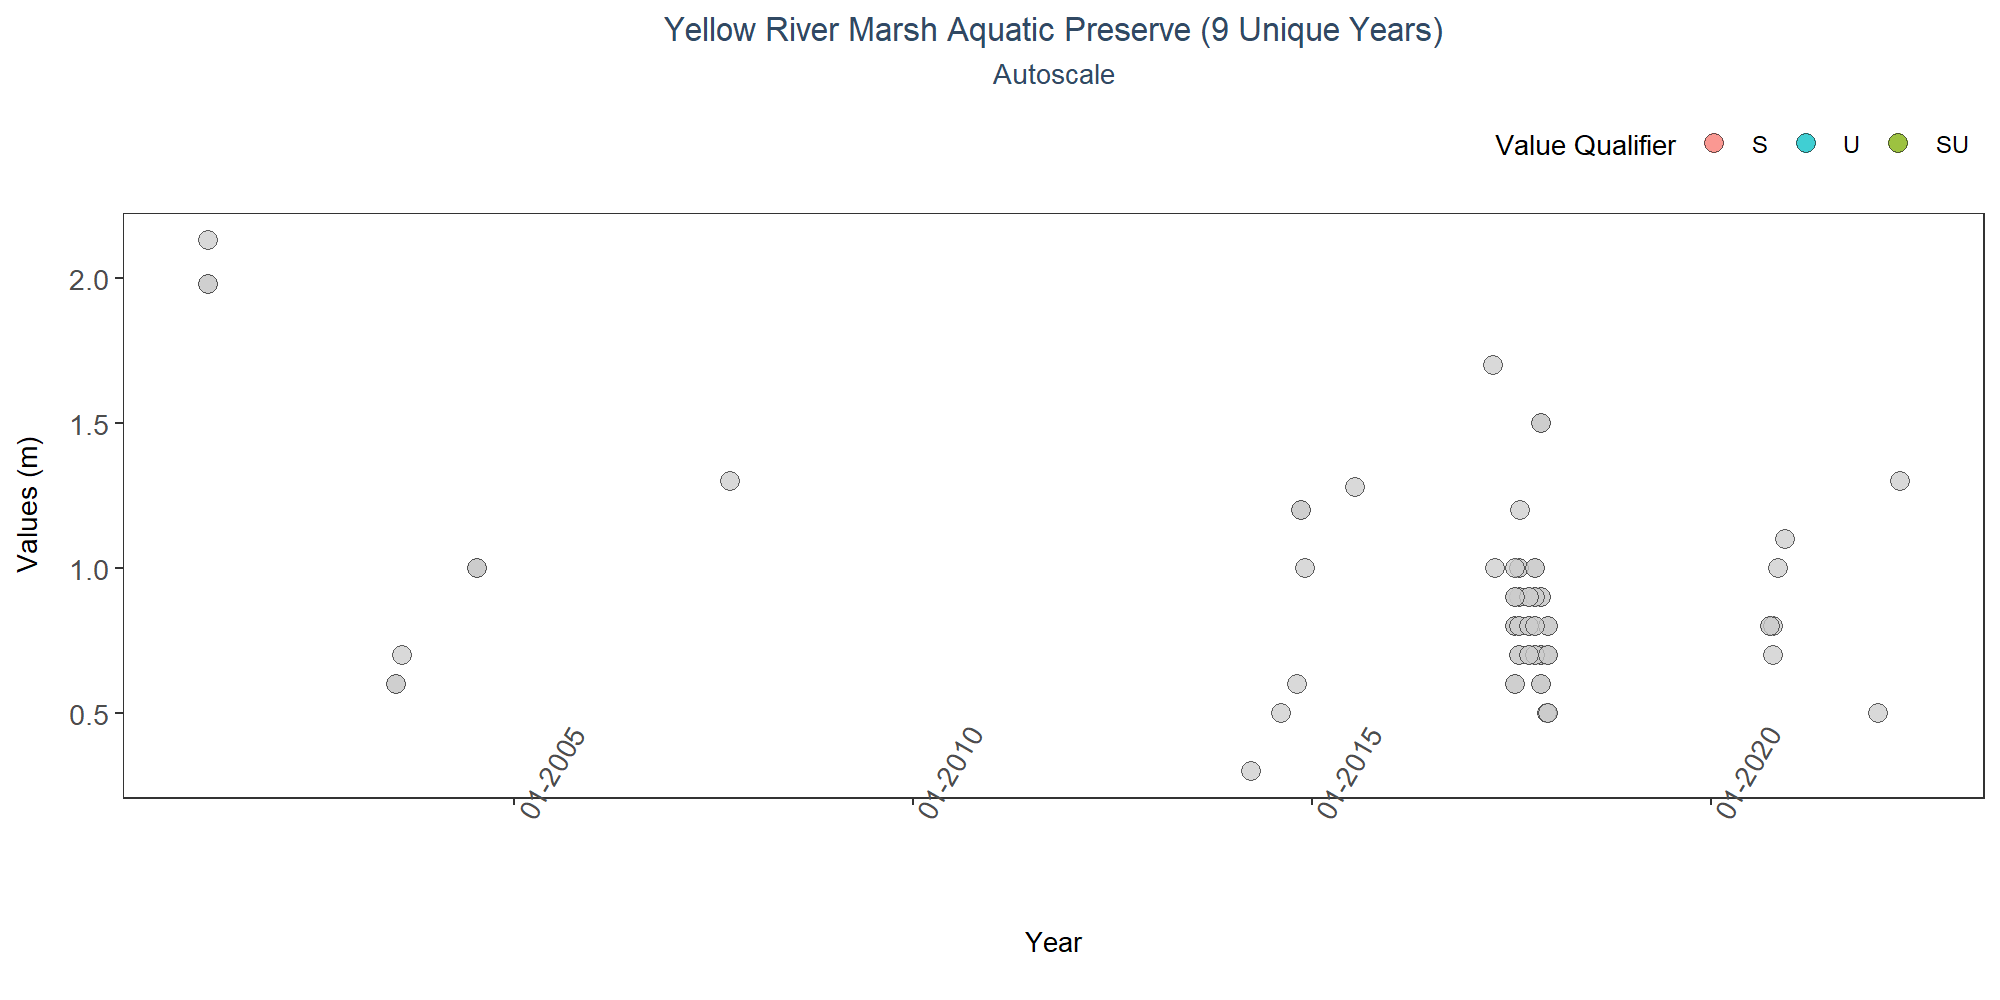 Yellow River Marsh Aquatic Preserve (9 Unique Years)
Autoscale
Value Qualifier S U SU
Values (m)
2.0
1.5
1.0
0.5
01-2005 01-2010 01-2015 01-2020
Year